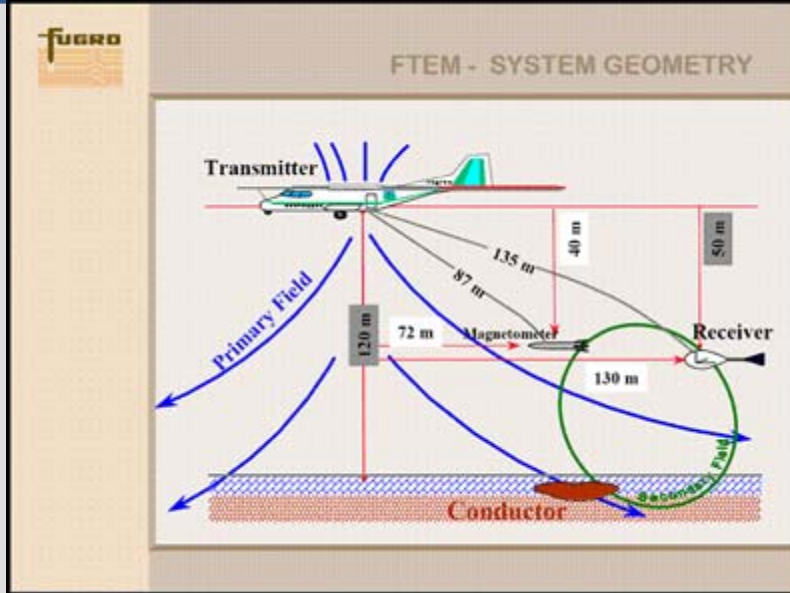 fUGRO
FTEM - SYSTEM GEOMETRY
Transmitter
40 m
50 m
135 m
87 m
Primary Field
120 m
72 m
Magnetometer
Receiver
130 m
Secondary Field
Conductor